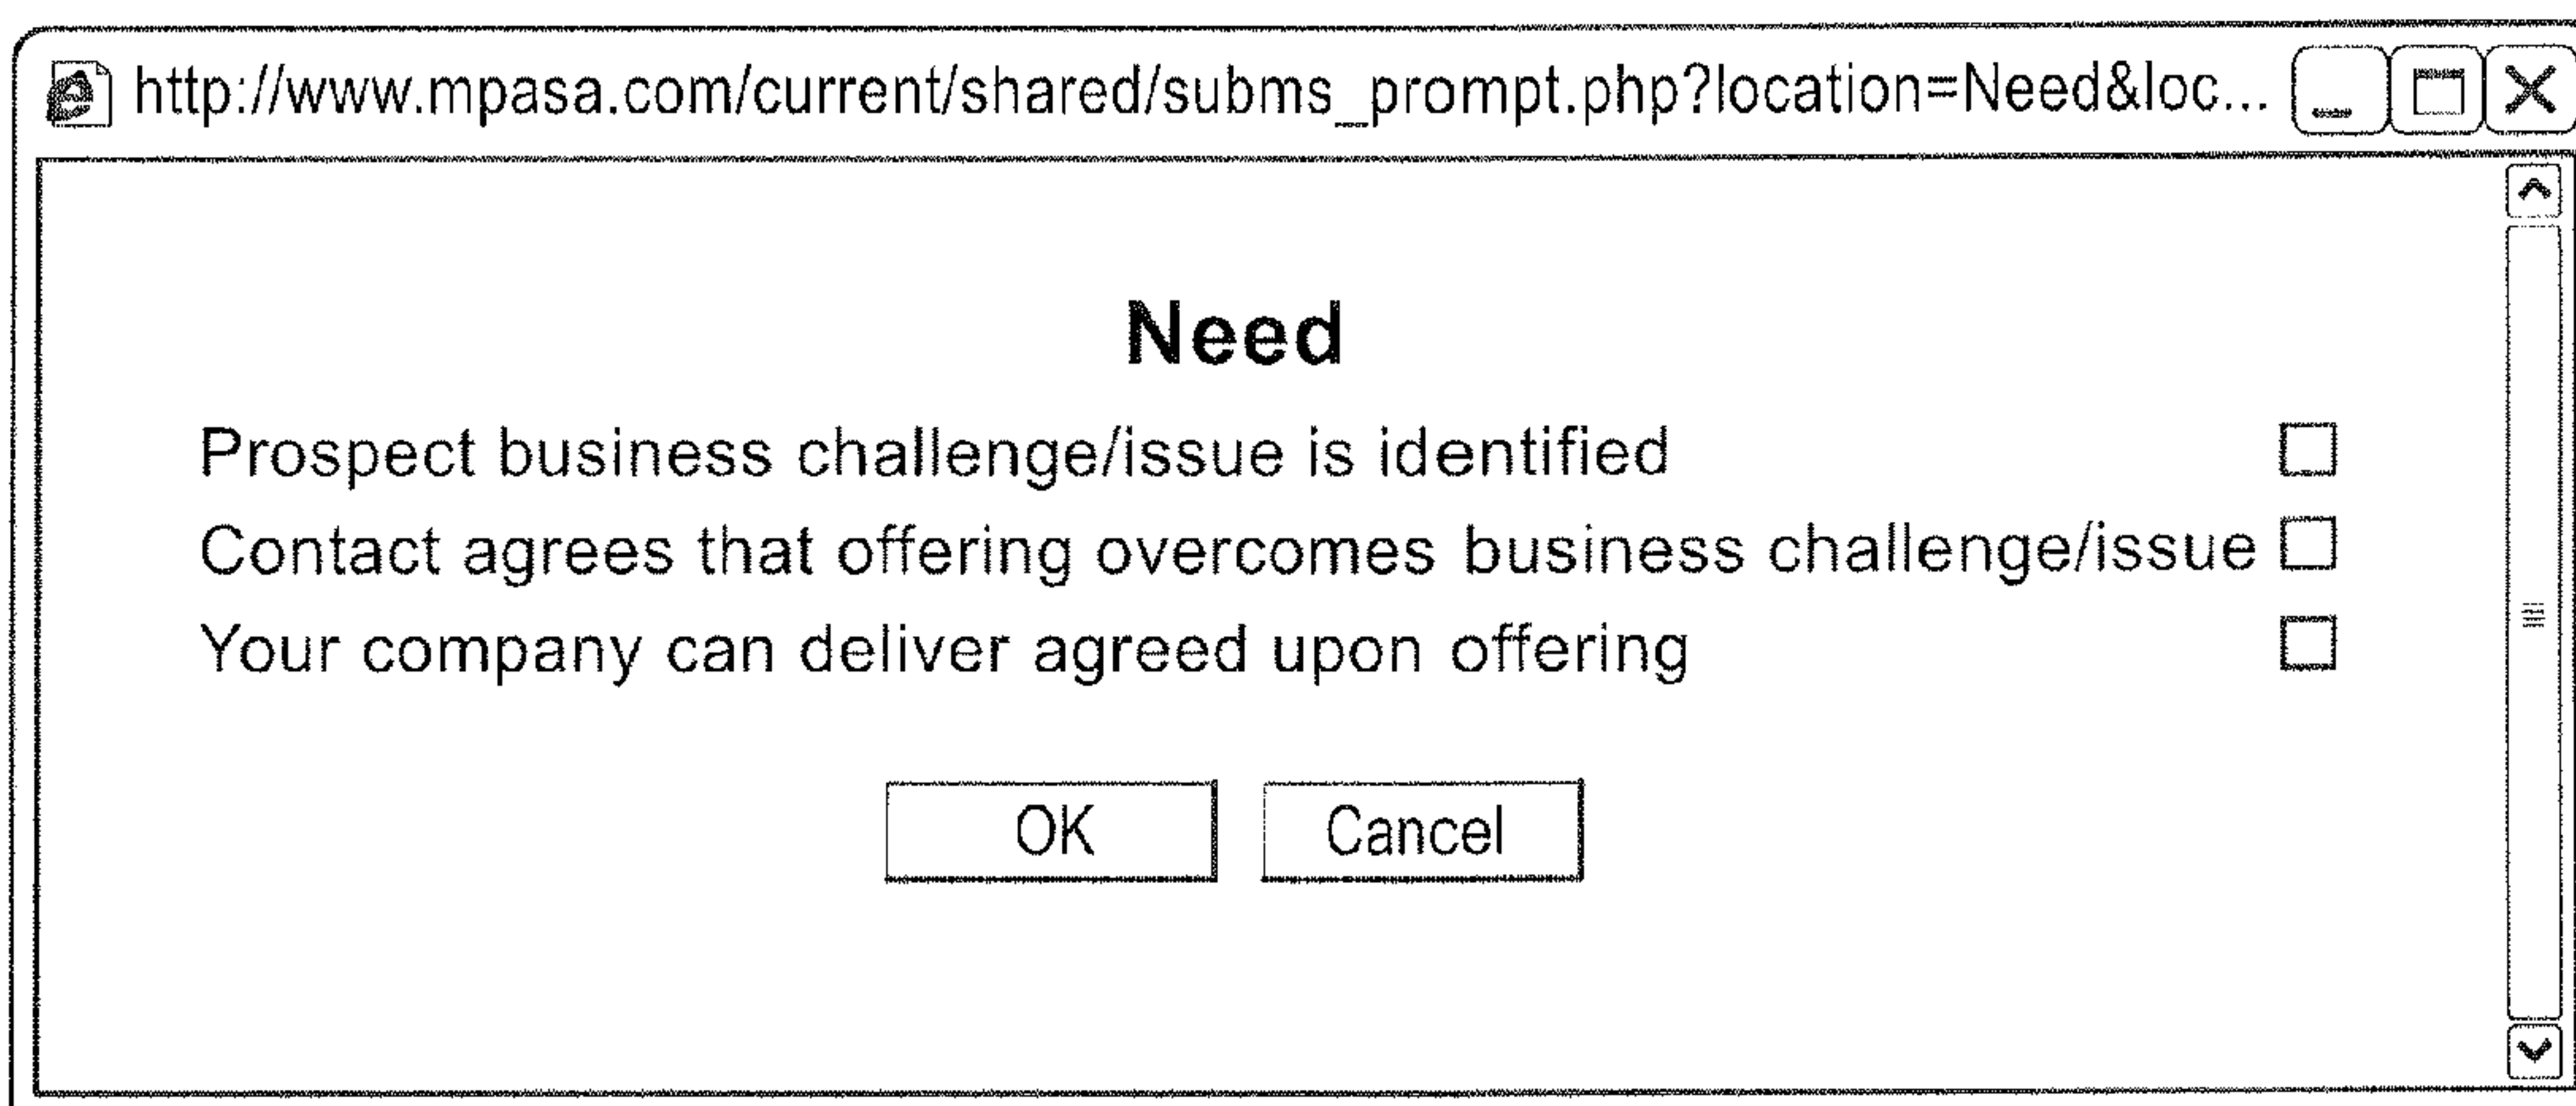 http://www.mpasa.com/current/shared/subms_prompt.php?location=Need&loc...
Need
Prospect business challenge/issue is identified
Contact agrees that offering overcomes business challenge/issue
Your company can deliver agreed upon offering
OK Cancel